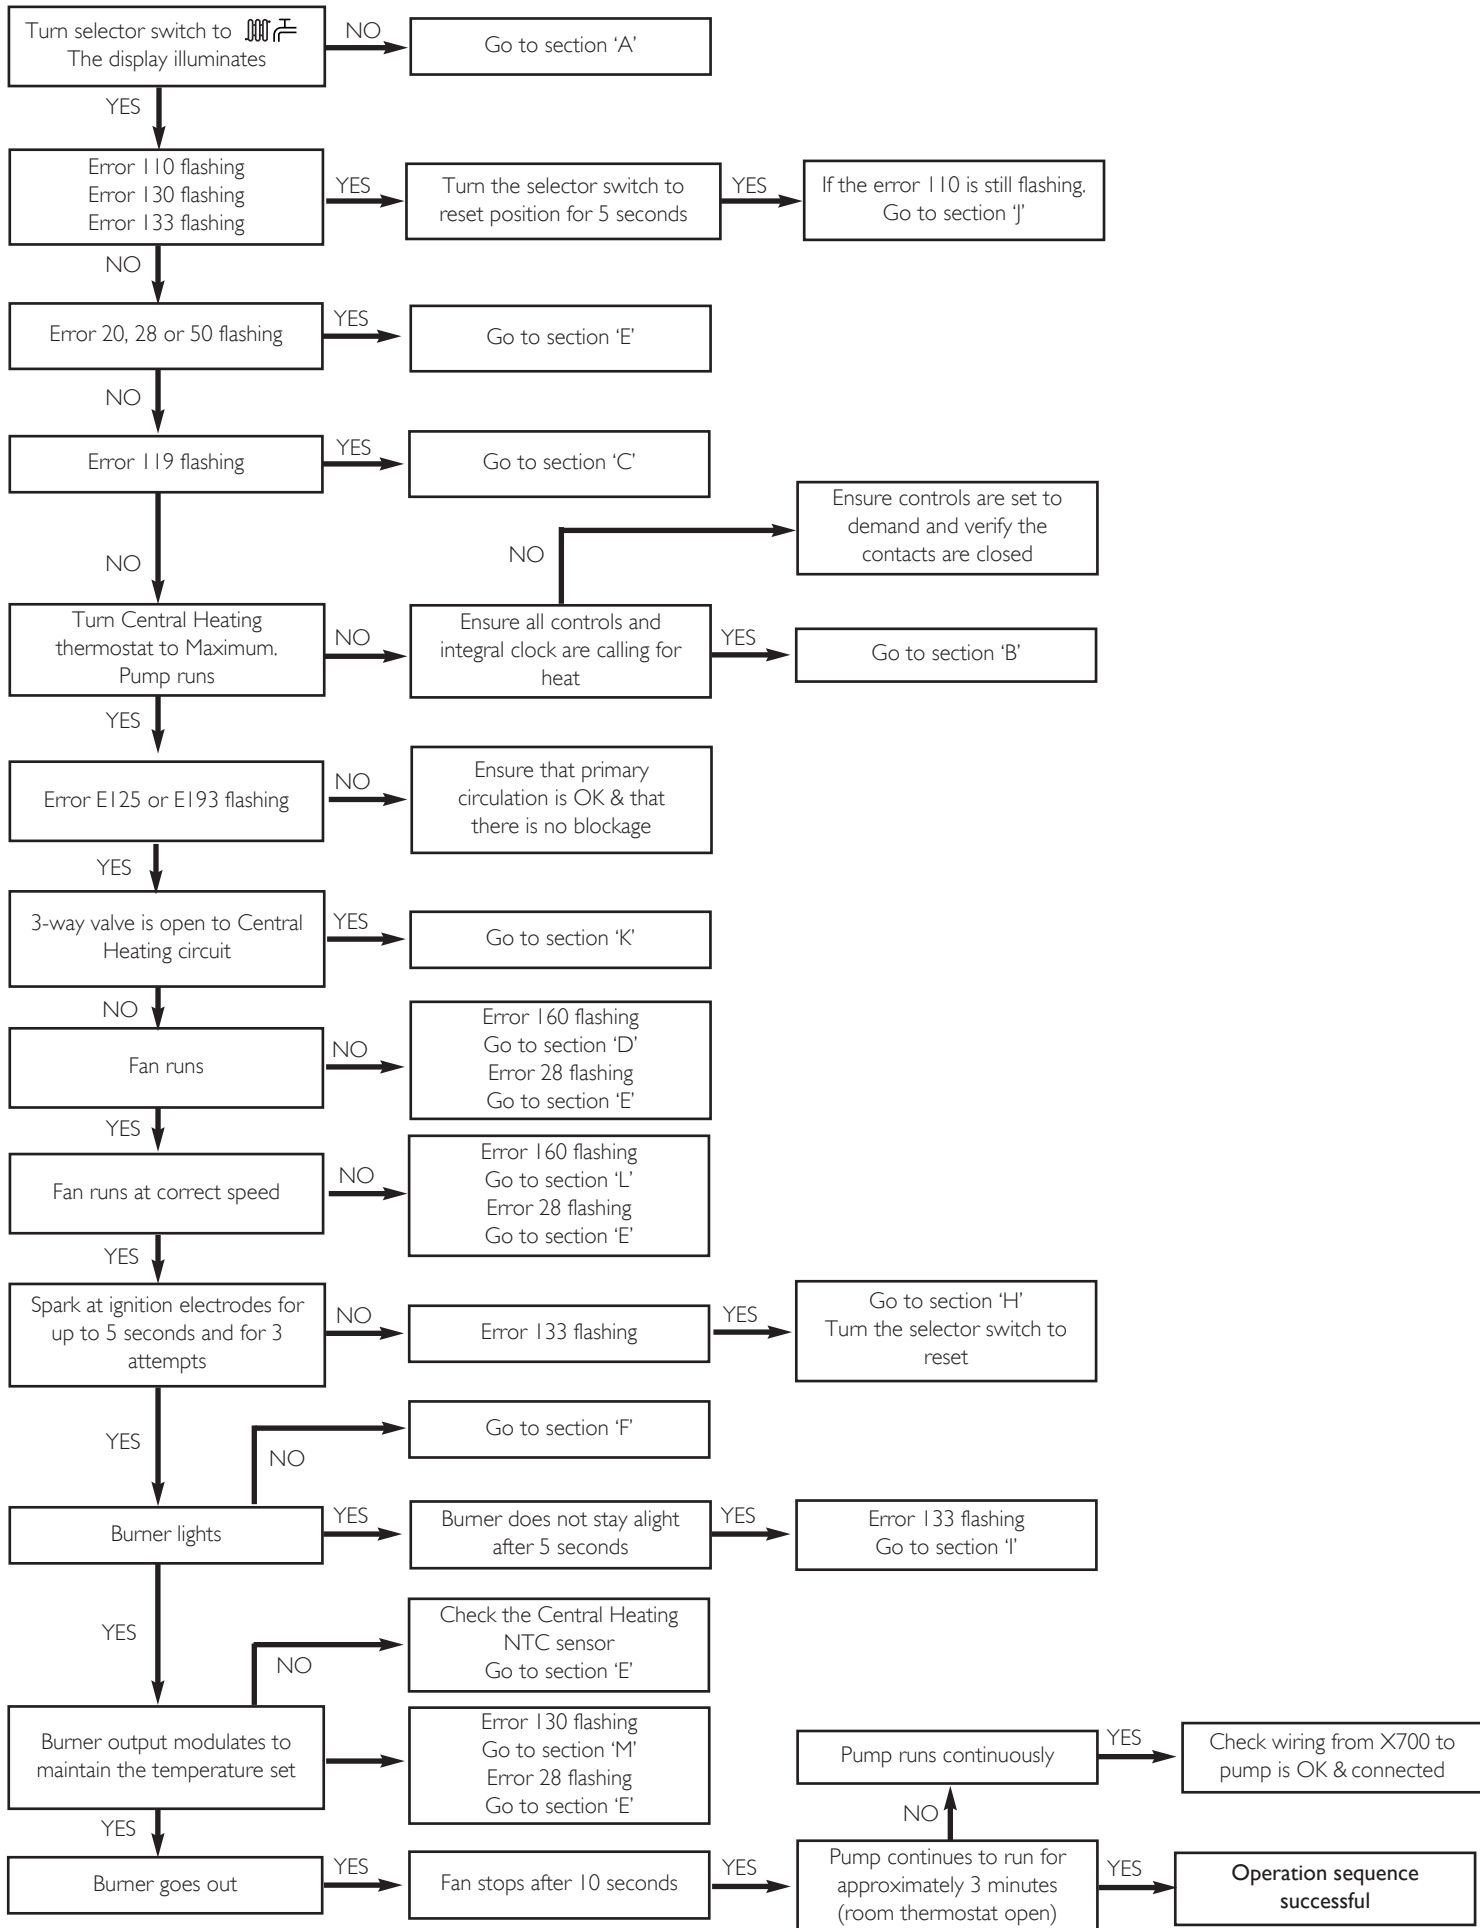 Turn selector switch to
The display illuminates
NO
Go to section ‘A’
YES
Error 110 flashing
Error 130 flashing
Error 133 flashing
YES
Turn the selector switch to
reset position for 5 seconds
YES
If the error 110 is still flashing.
Go to section ‘J’
NO
Error 20, 28 or 50 flashing
YES
Go to section ‘E’
NO
Error 119 flashing
YES
Go to section ‘C’
NO
Turn Central Heating
thermostat to Maximum.
Pump runs
NO
Ensure all controls and
integral clock are calling for
heat
NO
Ensure controls are set to
demand and verify the
contacts are closed
YES
Go to section ‘B’
YES
Error E125 or E193 flashing
NO
Ensure that primary
circulation is OK & that
there is no blockage
YES
3-way valve is open to Central
Heating circuit
YES
Go to section ‘K’
NO
Fan runs
NO
Error 160 flashing
Go to section ‘D’
Error 28 flashing
Go to section ‘E’
YES
Fan runs at correct speed
NO
Error 160 flashing
Go to section ‘L’
Error 28 flashing
Go to section ‘E’
YES
Spark at ignition electrodes for
up to 5 seconds and for 3
attempts
NO
Error 133 flashing
YES
Go to section ‘H’
Turn the selector switch to
reset
YES
NO
Go to section ‘F’
Burner lights
YES
Burner does not stay alight
after 5 seconds
YES
Error 133 flashing
Go to section ‘I’
YES
NO
Check the Central Heating
NTC sensor
Go to section ‘E’
Burner output modulates to
maintain the temperature set
Error 130 flashing
Go to section ‘M’
Error 28 flashing
Go to section ‘E’
YES
Burner goes out
YES
Fan stops after 10 seconds
YES
Pump continues to run for
approximately 3 minutes
(room thermostat open)
NO
Pump runs continuously
YES
Check wiring from X700 to
pump is OK & connected
YES
Operation sequence
successful